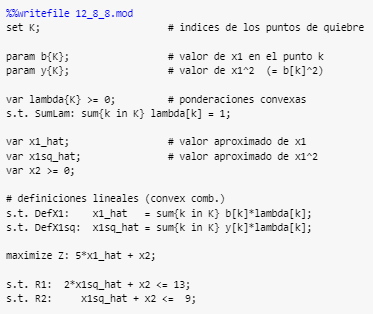 %%writefile 12_8_8.mod
set K;                    # indices de los puntos de quiebre
param b{K};               # valor de x1 en el punto k
param y{K};               # valor de x1^2  (= b[k]^2)
var lambda{K} >= 0;       # ponderaciones convexas
s.t. SumLam: sum{k in K} lambda[k] = 1;
var x1_hat;               # valor aproximado de x1
var x1sq_hat;             # valor aproximado de x1^2
var x2 >= 0;
# definiciones lineales (convex comb.)
s.t. DefX1:    x1_hat   = sum{k in K} b[k]*lambda[k];
s.t. DefX1sq:  x1sq_hat = sum{k in K} y[k]*lambda[k];
maximize Z: 5*x1_hat + x2;
s.t. R1:  2*x1sq_hat + x2 <= 13;
s.t. R2:    x1sq_hat + x2 <=  9;